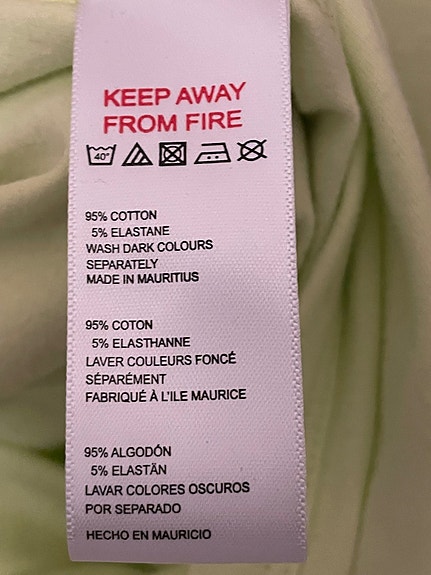 KEEP AWAY
FROM FIRE
40°
95% COTTON
5% ELASTANE
WASH DARK COLOURS
SEPARATELY
MADE IN MAURITIUS
95% COTON
5% ELASTHANNE
LAVER COULEURS FONCÉ
SÉPARÉMENT
FABRIQUÉ À L'ILE MAURICE
95% ALGODÓN
5% ELASTÄN
LAVAR COLORES OSCUROS
POR SEPARADO
HECHO EN MAURICIO